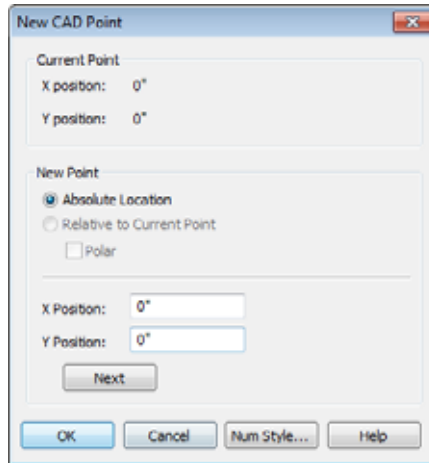 New CAD Point
Current Point
X position: 0"
Y position: 0"
New Point
Absolute Location
Relative to Current Point
Polar
X Position: 0"
Y Position: 0"
Next
OK Cancel Num Style... Help